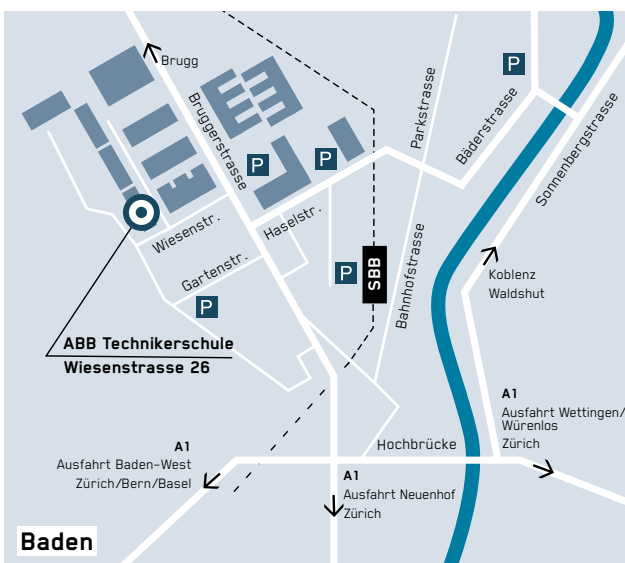 Brugg
Bruggerstrasse
P
Parkstrasse
Bäderstrasse
Sonnenbergstrasse
P
P
Haselstr.
Wiesenstr.
Gartenstr.
P
P
SBB
Bahnhofstrasse
Koblenz
Waldshut
ABB Technikerschule
Wiesenstrasse 26
A1
Ausfahrt Wettingen/
Würenlos
Zürich
Hochbrücke
A1
Ausfahrt Baden-West
Zürich/Bern/Basel
A1
Ausfahrt Neuenhof
Zürich
Baden